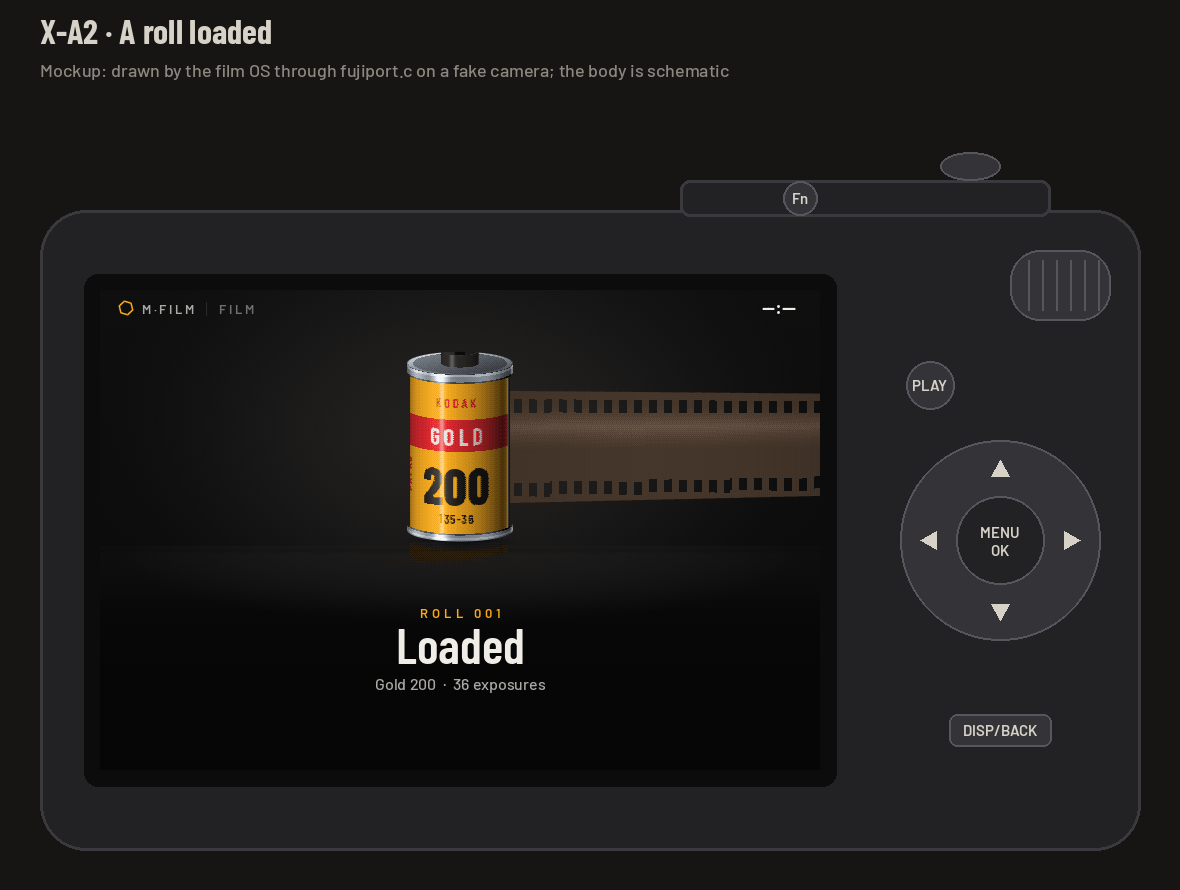 X-A2 · A roll loaded
Mockup: drawn by the film OS through fujiport.c on a fake camera; the body is schematic
Fn
M·FILM | FILM
–:–
KODAK
GOLD
200
135-36
ROLL 001
Loaded
Gold 200 · 36 exposures
PLAY
MENU
OK
DISP/BACK